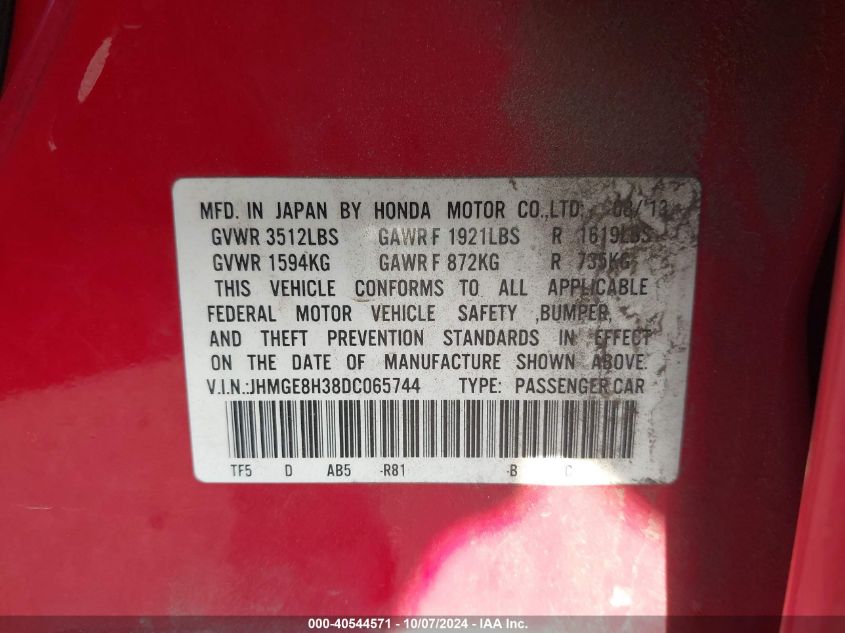 MFD. IN JAPAN BY HONDA MOTOR CO.,LTD. /'13
GVWR 3512LBS GAWR F 1921LBS R 1619LBS
GVWR 1594KG GAWR F 872KG R 735KG
THIS VEHICLE CONFORMS TO ALL APPLICABLE
FEDERAL MOTOR VEHICLE SAFETY ,BUMPER,
AND THEFT PREVENTION STANDARDS IN EFFECT
ON THE DATE OF MANUFACTURE SHOWN ABOVE.
V.I.N.:JHMGE8H38DC065744 TYPE: PASSENGER CAR
TF5 D AB5 -R81 -B C
000-40544571 - 10/07/2024 - IAA Inc.